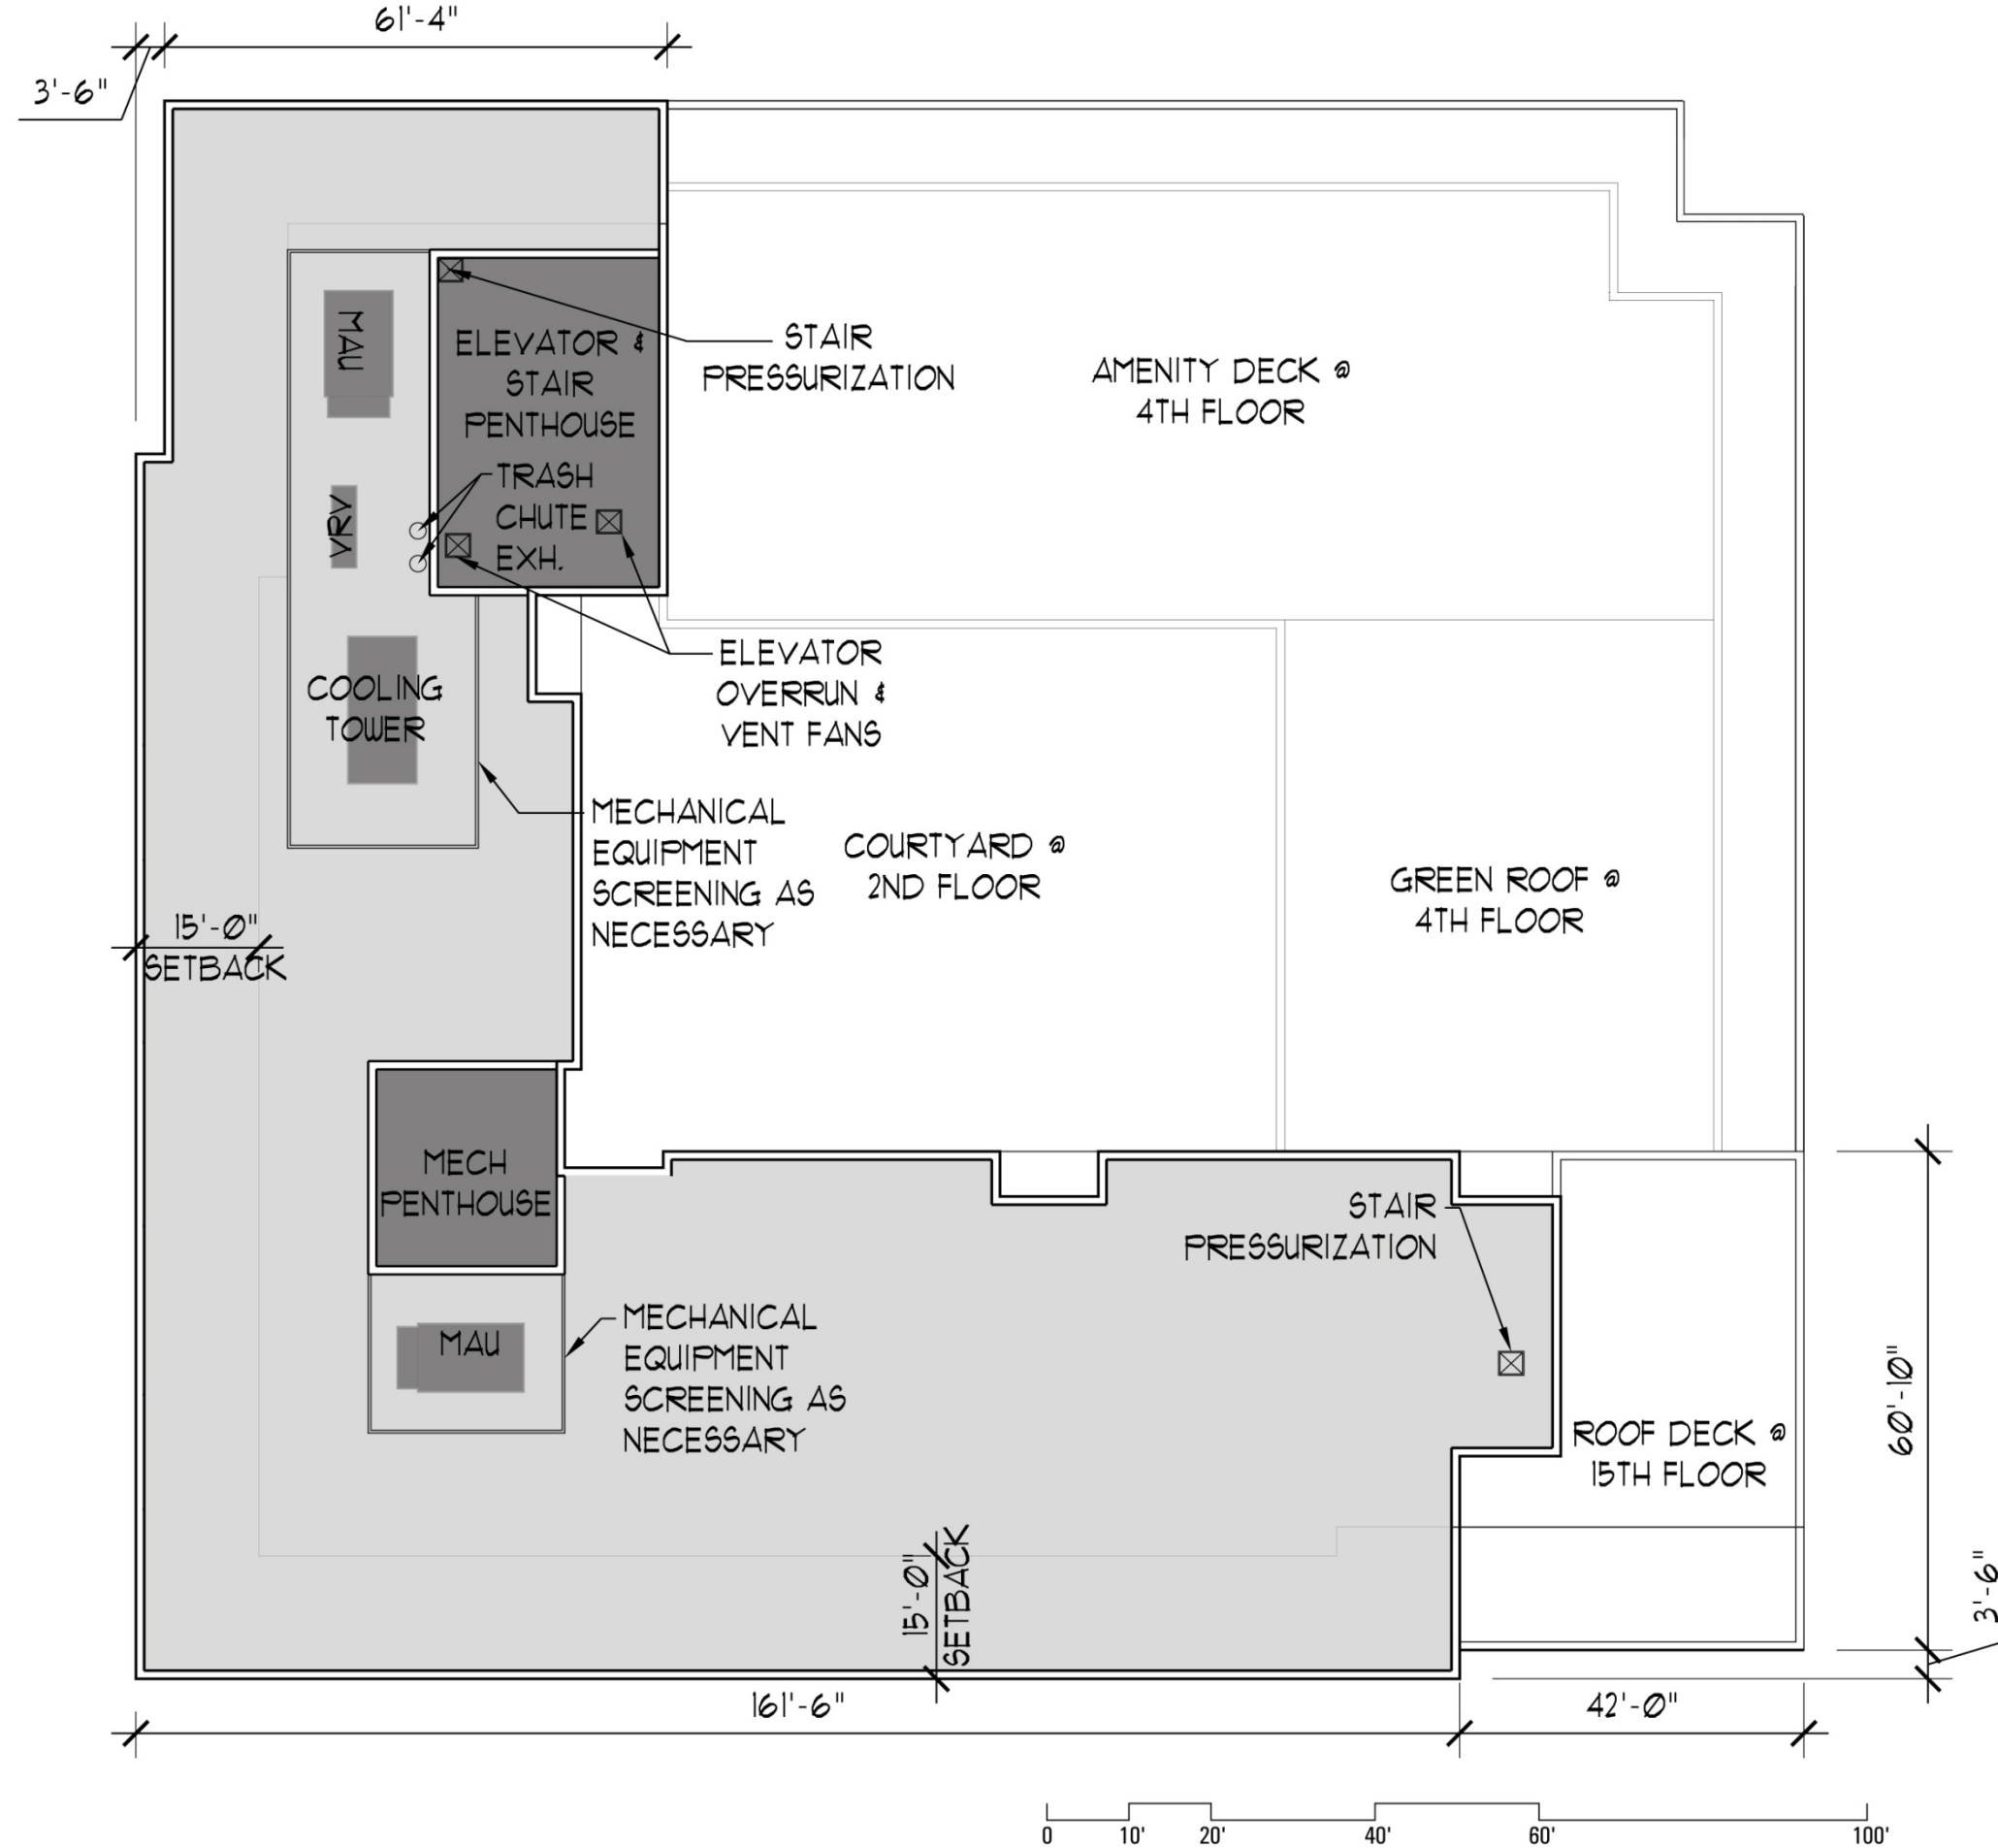 61'-4"
3'-6"
MAU
ELEVATOR &
STAIR
PENTHOUSE
STAIR
PRESSURIZATION
AMENITY DECK @
4TH FLOOR
TRASH
CHUTE
EXH.
VRV
ELEVATOR
OVERRUN &
VENT FANS
COOLING
TOWER
MECHANICAL
EQUIPMENT
SCREENING AS
NECESSARY
COURTYARD @
2ND FLOOR
GREEN ROOF @
4TH FLOOR
15'-0"
SETBACK
MECH
PENTHOUSE
STAIR
PRESSURIZATION
MAU
MECHANICAL
EQUIPMENT
SCREENING AS
NECESSARY
ROOF DECK @
15TH FLOOR
60'-10"
15'-0"
SETBACK
3'-6"
161'-6"
42'-0"
0 10' 20' 40' 60' 100'